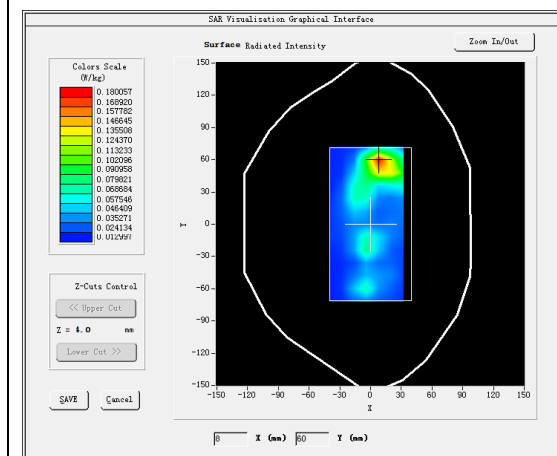 SAR Visualisation Graphical Interface
Surface Radiated Intensity
Zoom In/Out
Colors Scale
(W/kg)
0.180057
0.168920
0.157782
0.146645
0.135508
0.124370
0.113233
0.102096
0.090958
0.079821
0.068684
0.057546
0.046409
0.035271
0.024134
0.012997
Z-Cuts Control
<< Upper Cut
Z = 4.0 mm
Lower Cut >>
SAVE Cancel
150
120
90
60
30
0
-30
-60
-90
-120
-150
Y
-150 -120 -90 -60 -30 0 30 60 90 120 150
X
8 X (mm) 60 Y (mm)